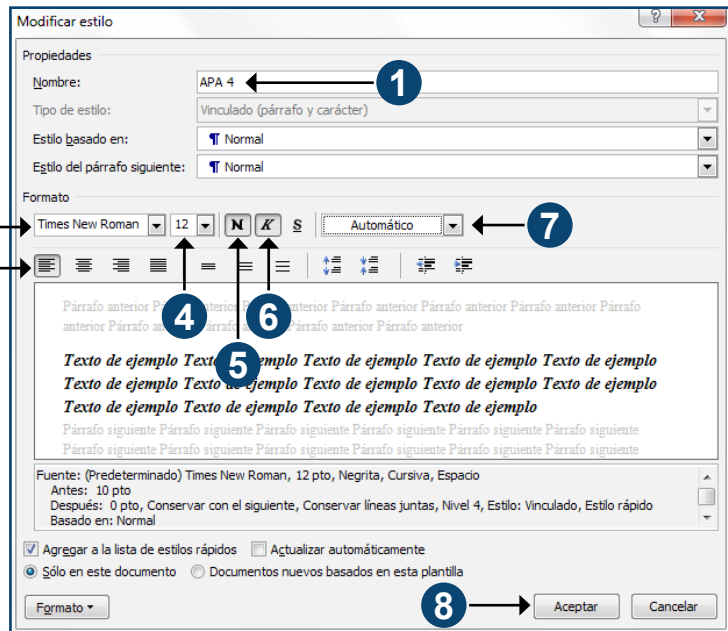 Modificar estilo
Propiedades
Nombre: APA 4 1
Tipo de estilo: Vinculado (párrafo y carácter)
Estilo basado en: ¶ Normal
Estilo del párrafo siguiente: ¶ Normal
Formato
Times New Roman 12 N K S Automático 7
4 5 6
Párrafo anterior Párrafo anterior Párrafo anterior Párrafo anterior Párrafo
anterior Párrafo anterior Párrafo anterior
Texto de ejemplo Texto de ejemplo Texto de ejemplo Texto de ejemplo Texto de ejemplo
Texto de ejemplo Texto de ejemplo Texto de ejemplo Texto de ejemplo Texto de ejemplo
Texto de ejemplo Texto de ejemplo Texto de ejemplo Texto de ejemplo
Párrafo siguiente Párrafo siguiente Párrafo siguiente Párrafo siguiente Párrafo siguiente
Párrafo siguiente Párrafo siguiente Párrafo siguiente Párrafo siguiente Párrafo siguiente
Fuente: (Predeterminado) Times New Roman, 12 pto, Negrita, Cursiva, Espacio
Antes: 10 pto
Después: 0 pto, Conservar con el siguiente, Conservar líneas juntas, Nivel 4, Estilo: Vinculado, Estilo rápido
Basado en: Normal
Agregar a la lista de estilos rápidos Actualizar automáticamente
Sólo en este documento Documentos nuevos basados en esta plantilla
Formato 8 Aceptar Cancelar